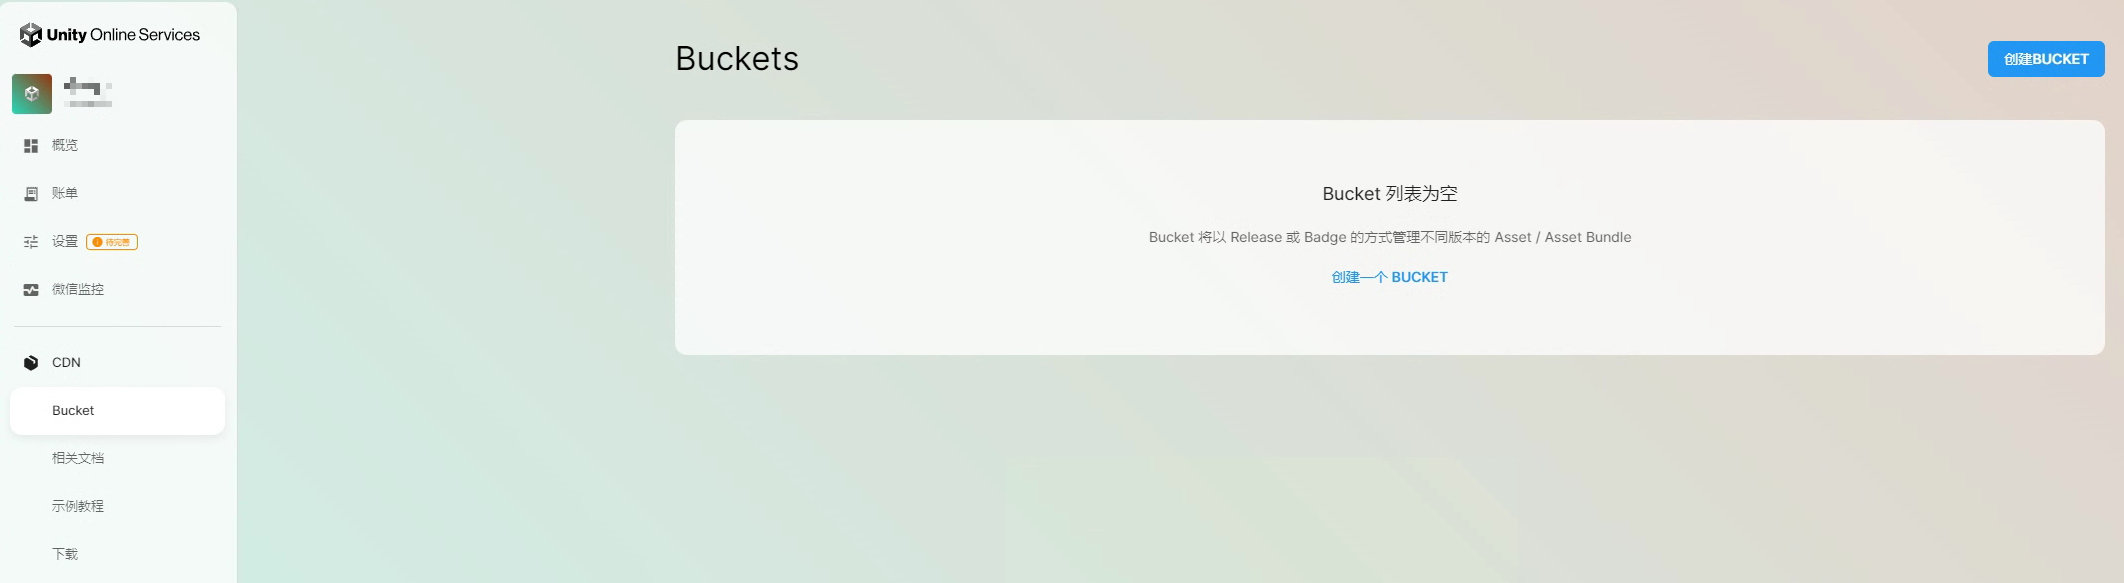 Unity Online Services
概览
账单
设置 待完善
微信监控
CDN
Bucket
相关文档
示例教程
下载
Buckets
创建BUCKET
Bucket 列表为空
Bucket 将以 Release 或 Badge 的方式管理不同版本的 Asset / Asset Bundle
创建一个 BUCKET